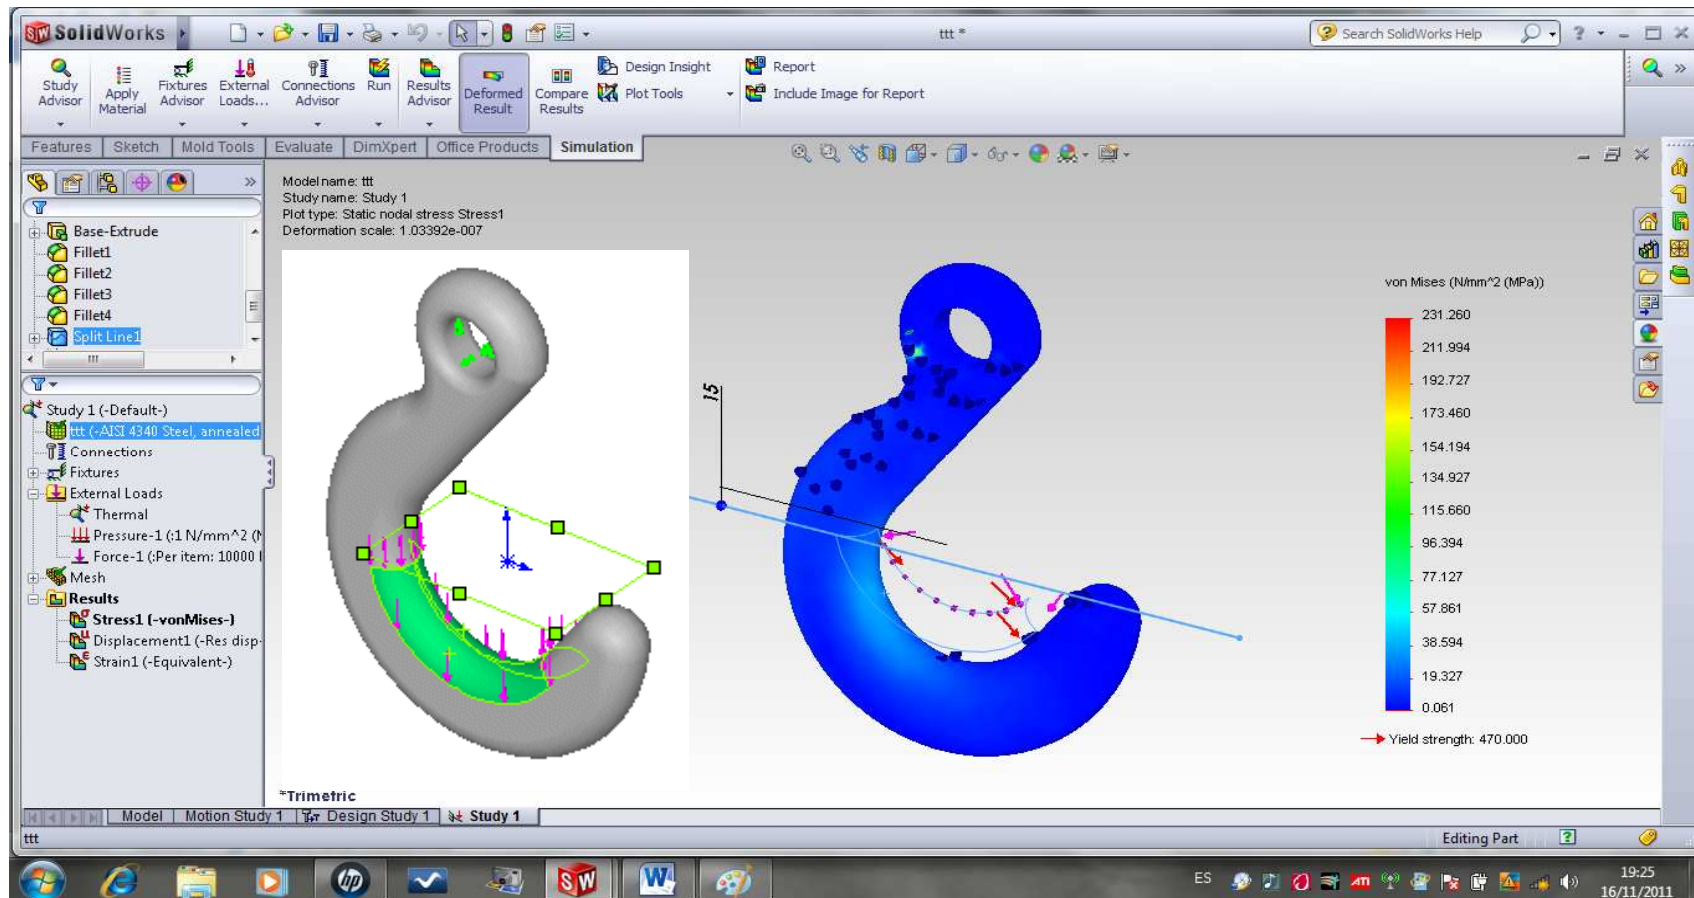 SolidWorks
ttt *
Search SolidWorks Help
Study Advisor
Apply Material
Fixtures Advisor
External Loads...
Connections Advisor
Run
Results Advisor
Deformed Result
Compare Results
Design Insight
Plot Tools
Report
Include Image for Report
Features Sketch Mold Tools Evaluate DimXpert Office Products Simulation
Model name: ttt
Study name: Study 1
Plot type: Static nodal stress Stress1
Deformation scale: 1.03392e-007
Base-Extrude
Fillet1
Fillet2
Fillet3
Fillet4
Split Line1
Study 1 (-Default-)
ttt (-AISI 4340 Steel, annealed
Connections
Fixtures
External Loads
Thermal
Pressure-1 (:1 N/mm^2 (
Force-1 (:Per item: 10000
Mesh
Results
Stress1 (-vonMises-)
Displacement1 (-Res disp-
Strain1 (-Equivalent-)
15
von Mises (N/mm^2 (MPa))
231.260
211.994
192.727
173.460
154.194
134.927
115.660
96.394
77.127
57.861
38.594
19.327
0.061
Yield strength: 470.000
*Trimetric
Model Motion Study 1 Design Study 1 Study 1
ttt
Editing Part
ES
19:25
16/11/2011